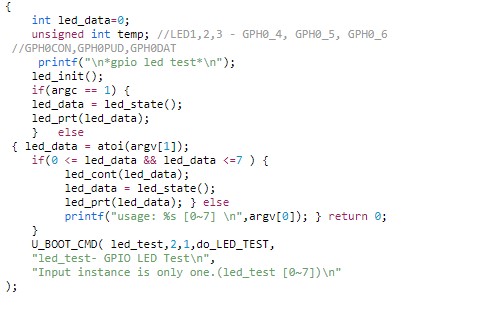 {
int led_data=0;
unsigned int temp; //LED1,2,3 - GPH0_4, GPH0_5, GPH0_6
//GPH0CON,GPH0PUD,GPH0DAT
printf("\n*gpio led test*\n");
led_init();
if(argc == 1) {
led_data = led_state();
led_prt(led_data);
} else
{ led_data = atoi(argv[1]);
if(0 <= led_data && led_data <=7 ) {
led_cont(led_data);
led_data = led_state();
led_prt(led_data); } else
printf("usage: %s [0~7] \n",argv[0]); } return 0;
}
U_BOOT_CMD( led_test,2,1,do_LED_TEST,
"led_test- GPIO LED Test\n",
"Input instance is only one.(led_test [0~7])\n"
);